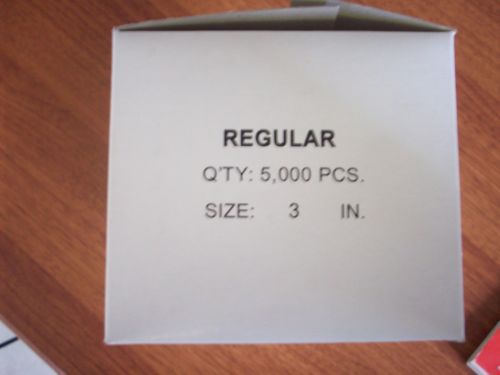 REGULAR
Q'TY: 5,000 PCS.
SIZE: 3 IN.